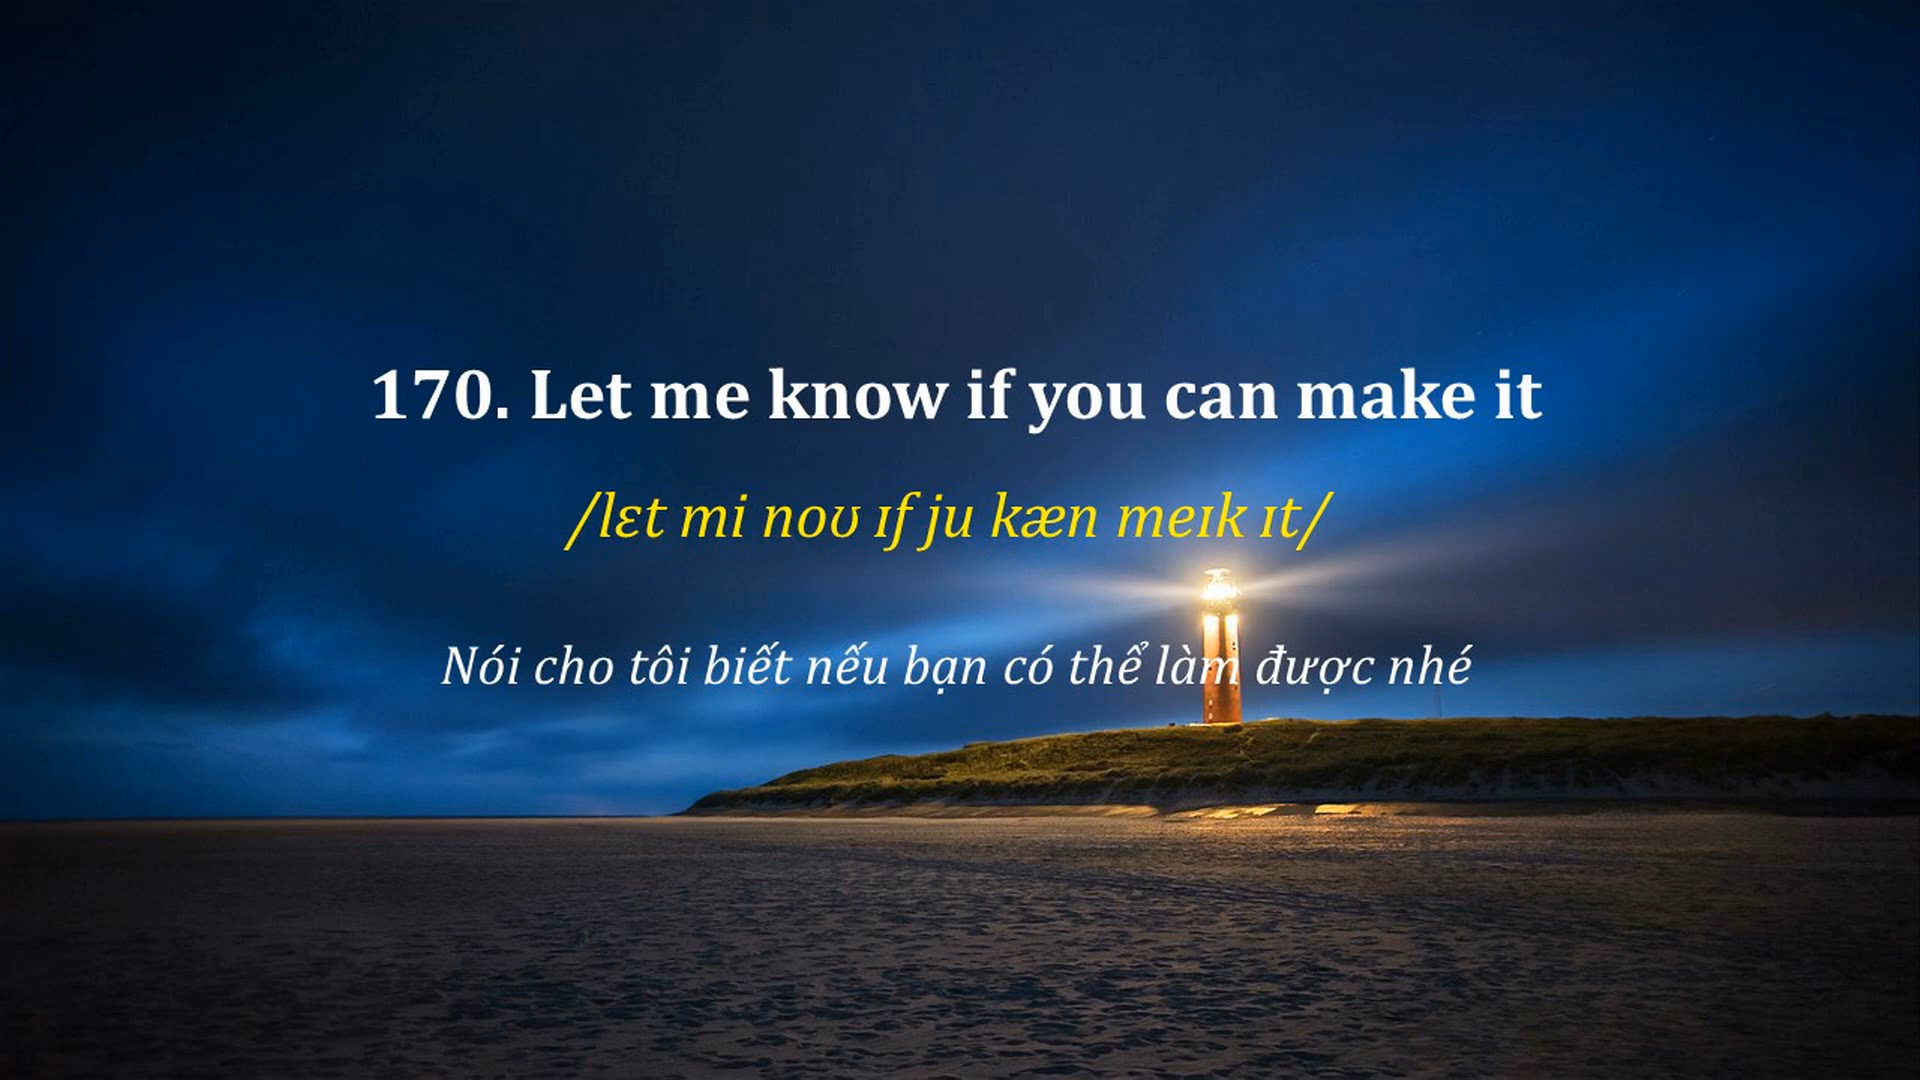 170. Let me know if you can make it
/lɛt mi noʊ ɪf ju kæn meɪk ɪt/
Nói cho tôi biết nếu bạn có thể làm được nhé